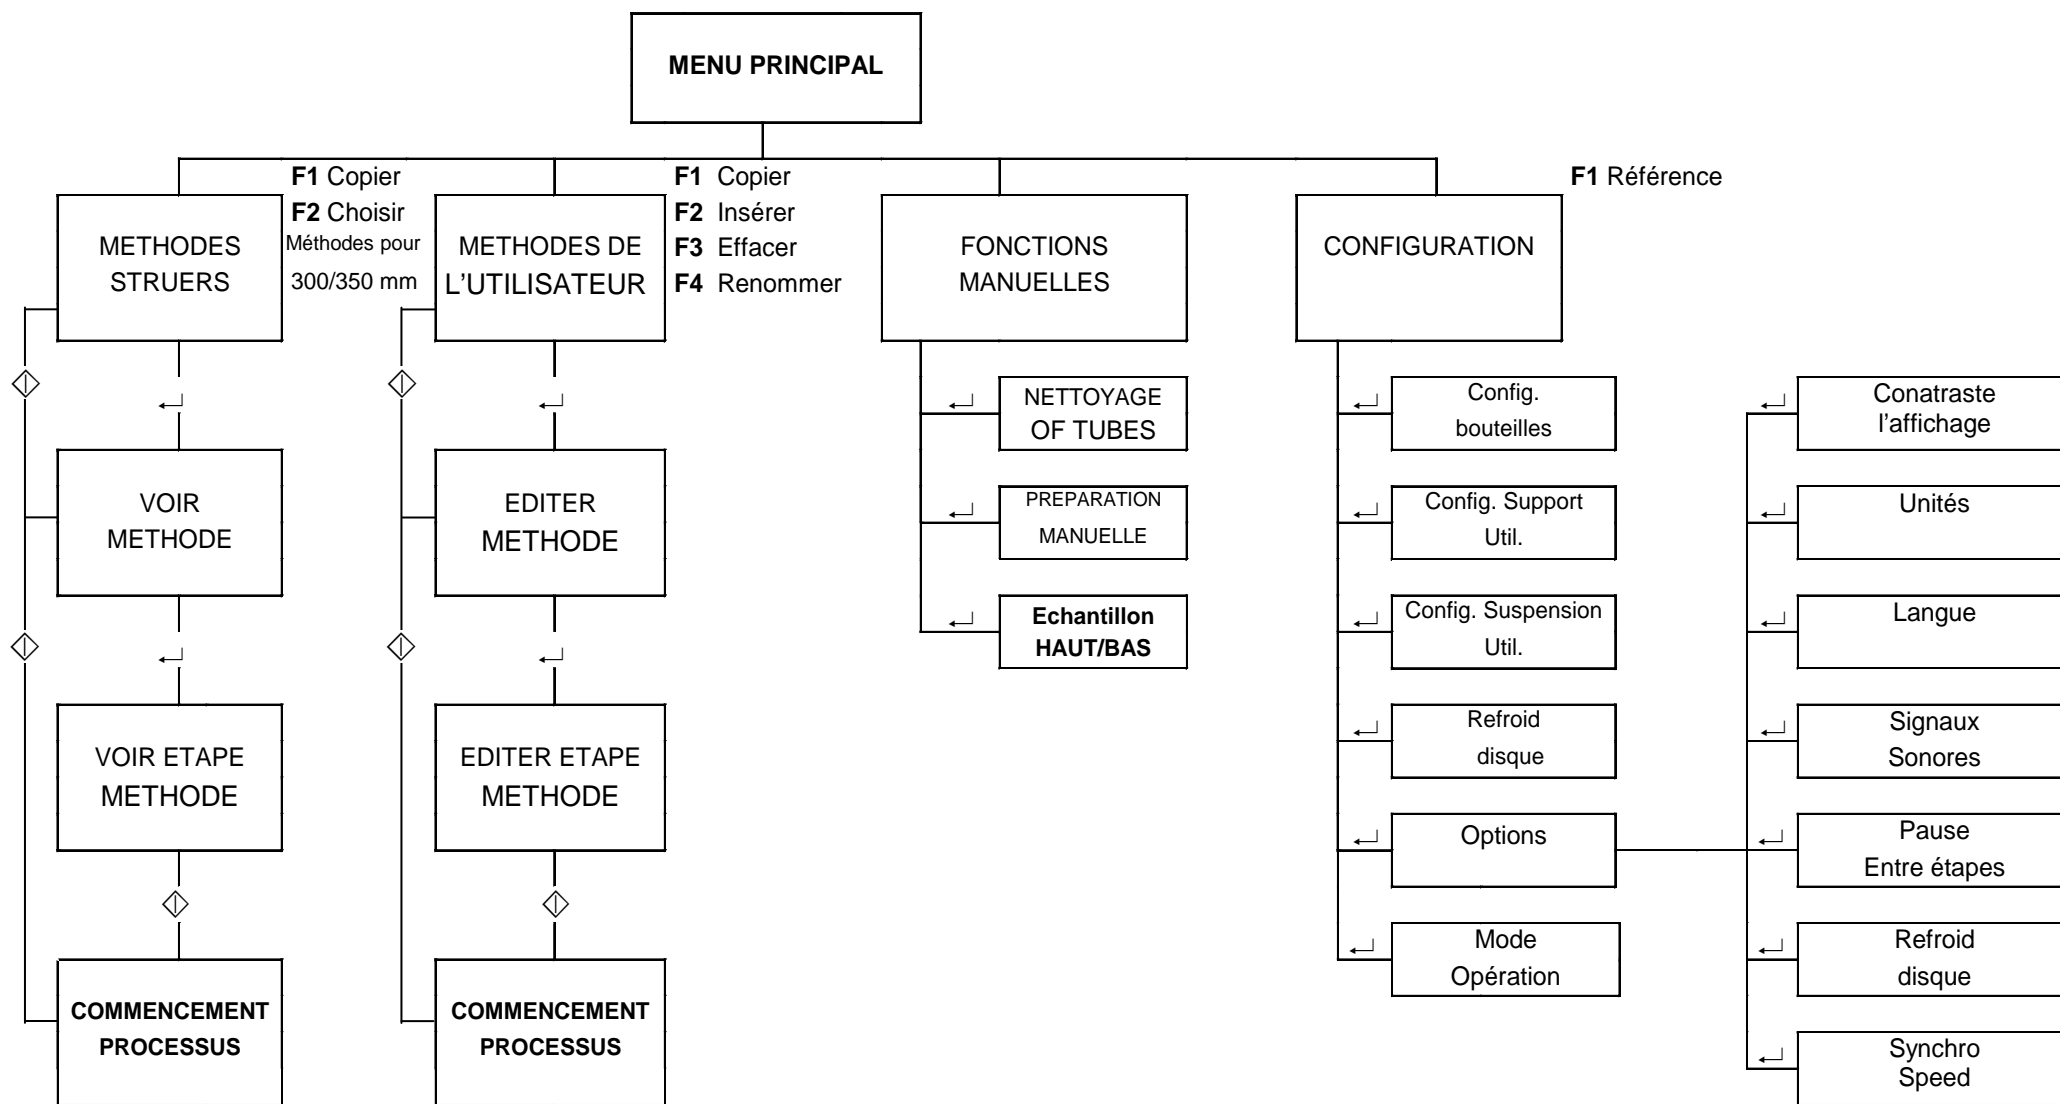 MENU PRINCIPAL
F1 Copier
F2 Choisir
Méthodes pour
300/350 mm
F1 Copier
F2 Insérer
F3 Effacer
F4 Renommer
F1 Référence
METHODES
STRUERS
METHODES DE
L'UTILISATEUR
FONCTIONS
MANUELLES
CONFIGURATION
VOIR
METHODE
VOIR ETAPE
METHODE
COMMENCEMENT
PROCESSUS
EDITER
METHODE
EDITER ETAPE
METHODE
COMMENCEMENT
PROCESSUS
NETTOYAGE
OF TUBES
PREPARATION
MANUELLE
Echantillon
HAUT/BAS
Config.
bouteilles
Config. Support
Util.
Config. Suspension
Util.
Refroid
disque
Options
Mode
Opération
Conatraste
l'affichage
Unités
Langue
Signaux
Sonores
Pause
Entre étapes
Refroid
disque
Synchro
Speed